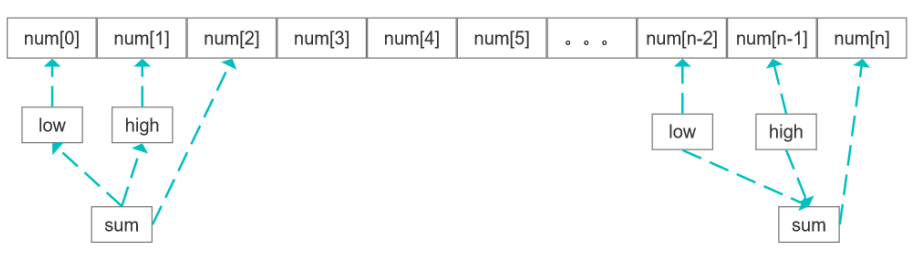 num[0] num[1] num[2] num[3] num[4] num[5] 。。。 num[n-2] num[n-1] num[n]
low high low high
sum sum